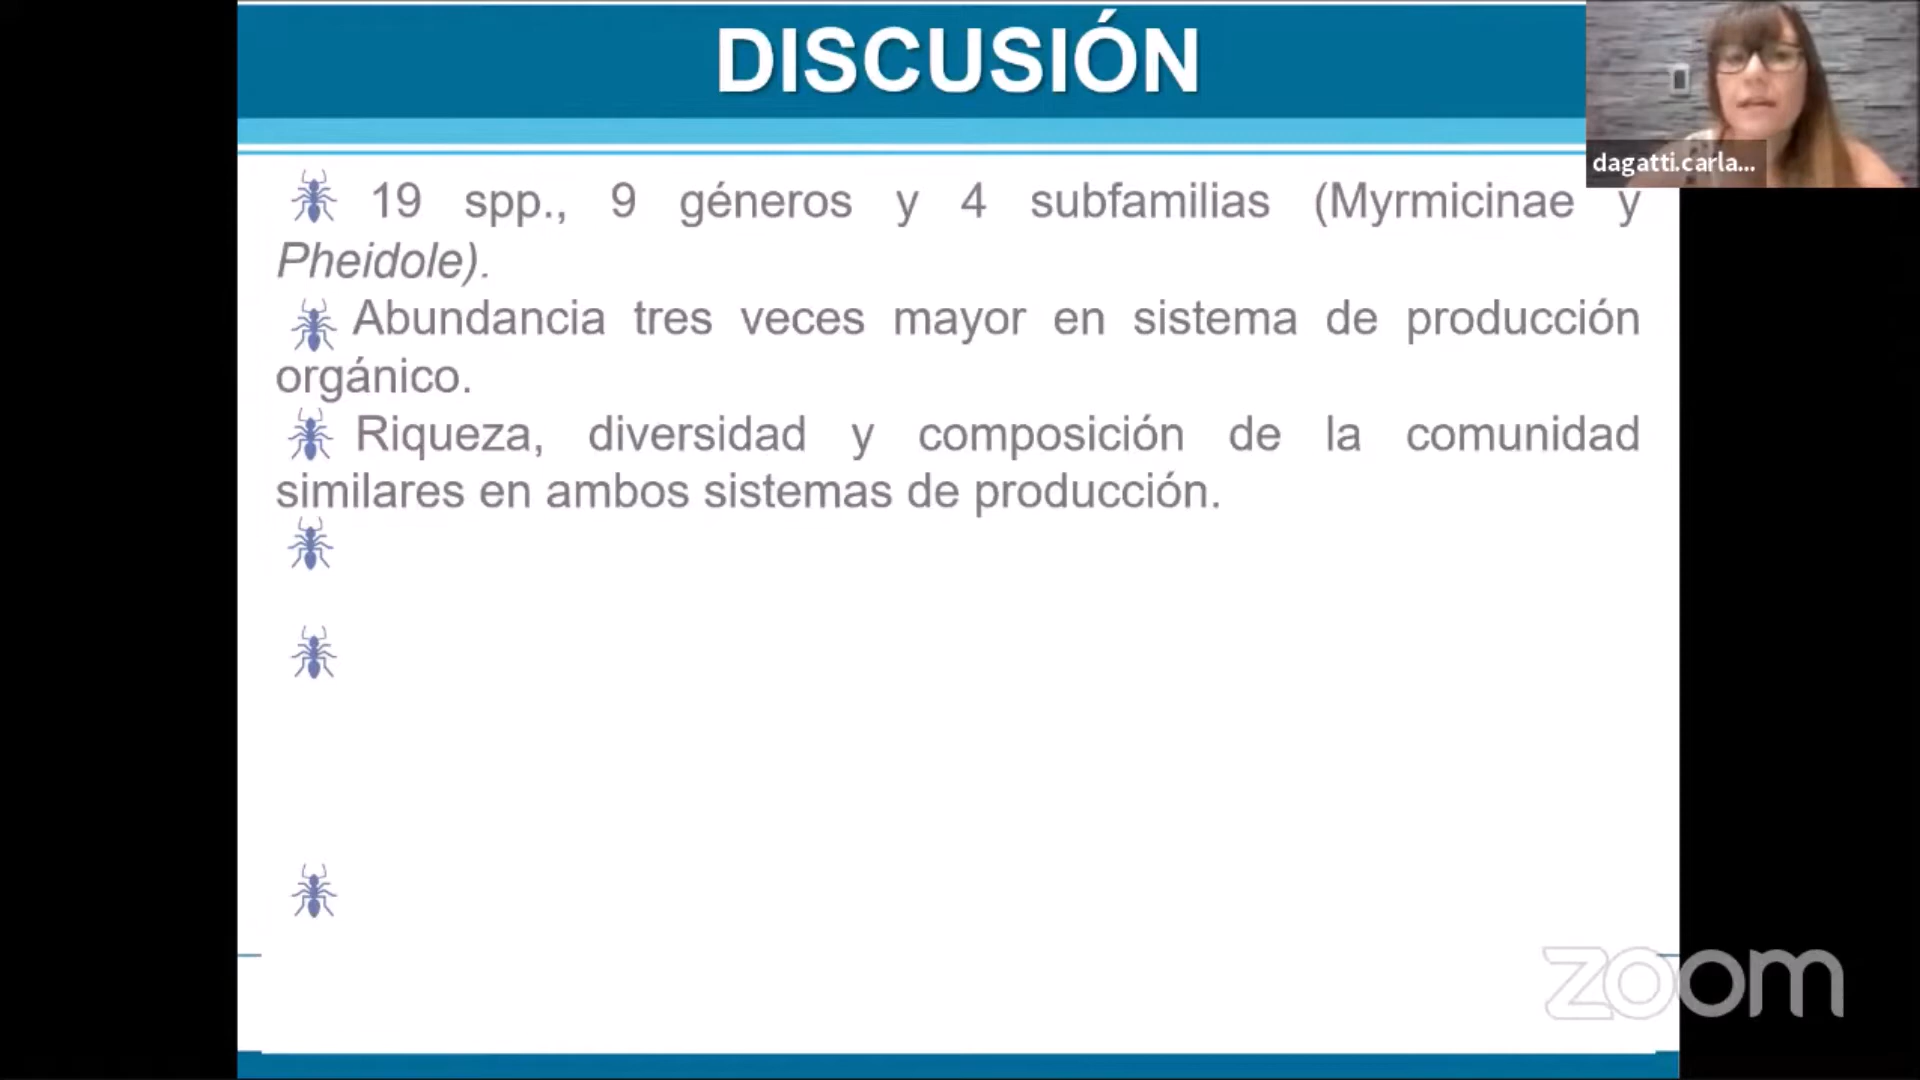 DISCUSIÓN
dagatti.carla...
19 spp., 9 géneros y 4 subfamilias (Myrmicinae y
Pheidole).
Abundancia tres veces mayor en sistema de producción
orgánico.
Riqueza, diversidad y composición de la comunidad
similares en ambos sistemas de producción.
zoom